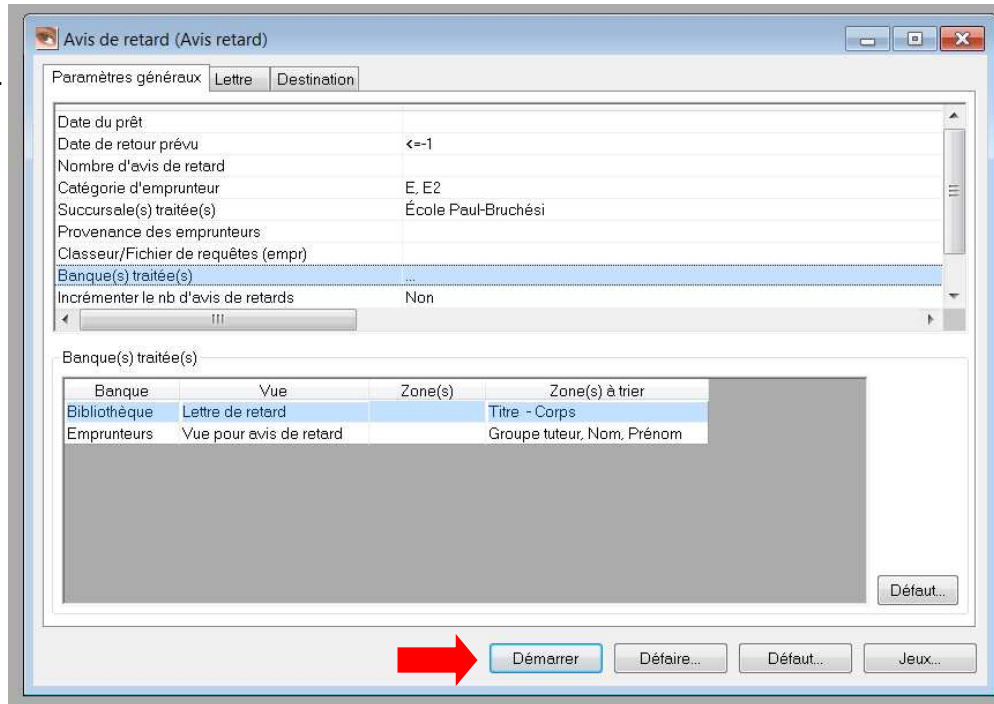 Avis de retard (Avis retard)
Paramètres généraux Lettre Destination
Date du prêt
Date de retour prévu <=-1
Nombre d'avis de retard
Catégorie d'emprunteur E, E2
Succursale(s) traitée(s) École Paul-Bruchési
Provenance des emprunteurs
Classeur/Fichier de requêtes (empr)
Banque(s) traitée(s) ...
Incrémenter le nb d'avis de retards Non
Banque(s) traitée(s)
Banque Vue Zone(s) Zone(s) à trier
Bibliothèque Lettre de retard Titre - Corps
Emprunteurs Vue pour avis de retard Groupe tuteur, Nom, Prénom
Défaut...
Démarrer Défaire... Défaut... Jeux...